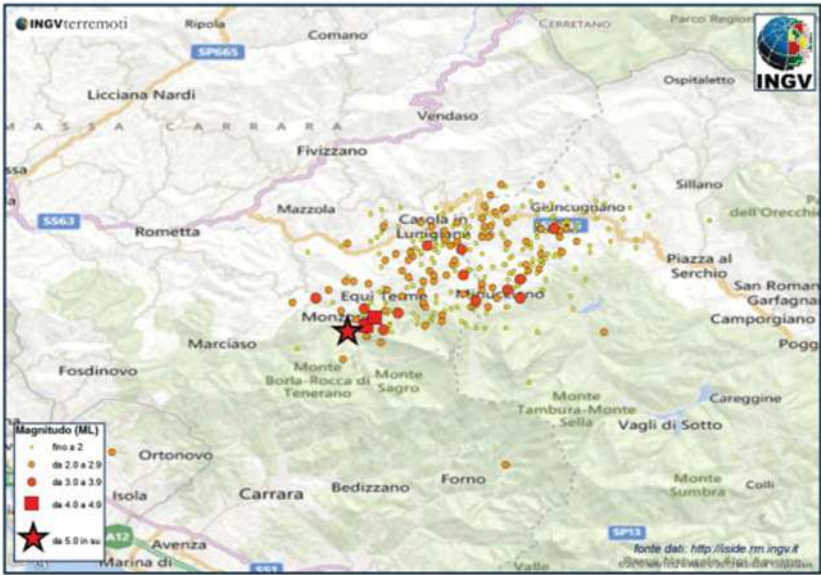 INGVterremoti
Ripola
Comano
CERRETANO
Parco Region
INGV
SP665
Licciana Nardi
Ospitaletto
MASSA CARRARA
Vendaso
Fivizzano
Sillano
Mazzola
Casola in
Lunigiana
Giuncugnano
dell'Orecchie
SS63
Rometta
Piazza al
Serchio
San Roman
Garfagna
Equi Terme
Minucciano
Monzone
Camporgiano
Marciaso
Pogg
Fosdinovo
Monte
Borla-Rocca di
Tenerano
Monte
Sagro
Monte
Tambura-Monte
Sella
Careggine
Vagli di Sotto
Magnitudo (ML)
fino a 2
da 2.0 a 2.9
da 3.0 a 3.9
da 4.0 a 4.9
da 5.0 in su
Ortonovo
Isola
Carrara
Bedizzano
Forno
Monte
Sumbra
Colli
A12
Avenza
Marina di
SS1
SP13
Valle
fonte dati: http://iside.rm.ingv.it